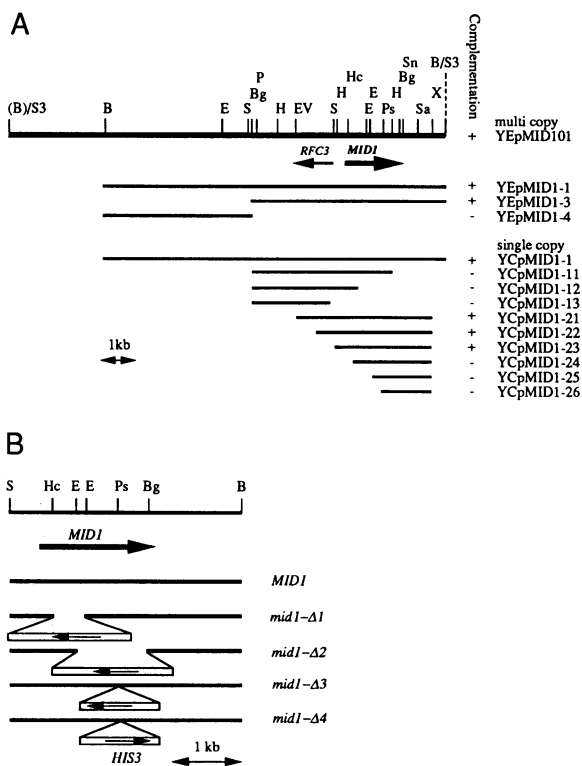 A
Complementation
Sn
P Hc Bg B/S3
Bg H E H X
(B)/S3 B E S H EV S E Ps Sa
multi copy
+ YEpMID101
RFC3 MID1
+ YEpMID1-1
+ YEpMID1-3
- YEpMID1-4
single copy
+ YCpMID1-1
- YCpMID1-11
- YCpMID1-12
- YCpMID1-13
+ YCpMID1-21
+ YCpMID1-22
1kb + YCpMID1-23
- YCpMID1-24
- YCpMID1-25
- YCpMID1-26
B
S Hc E E Ps Bg B
MID1
MID1
mid1-Δ1
mid1-Δ2
mid1-Δ3
mid1-Δ4
HIS3 1 kb